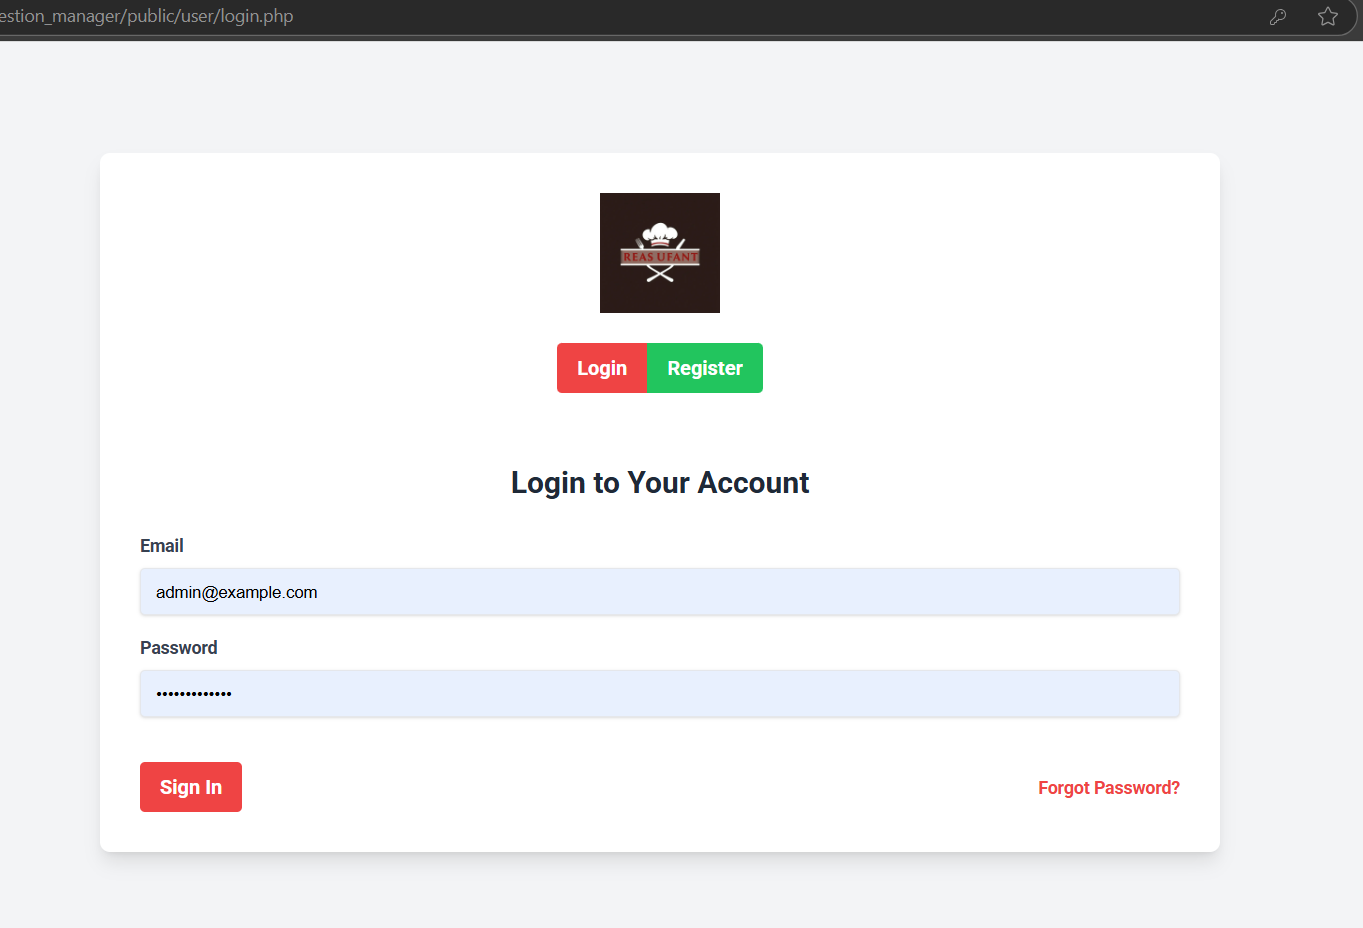 estion_manager/public/user/login.php
REAS UFANT
Login
Register
Login to Your Account
Email
admin@example.com
Password
•••••••••••••
Sign In
Forgot Password?